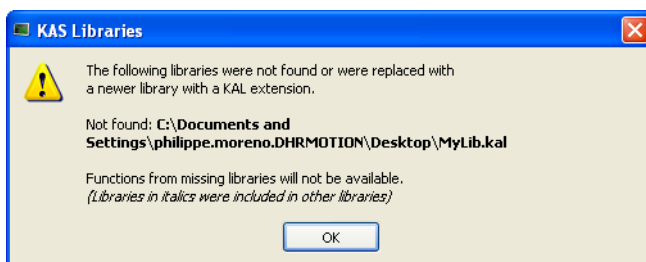 KAS Libraries
The following libraries were not found or were replaced with
a newer library with a KAL extension.
Not found: C:\Documents and
Settings\philippe.moreno.DHRMOTION\Desktop\MyLib.kal
Functions from missing libraries will not be available.
(Libraries in italics were included in other libraries)
OK